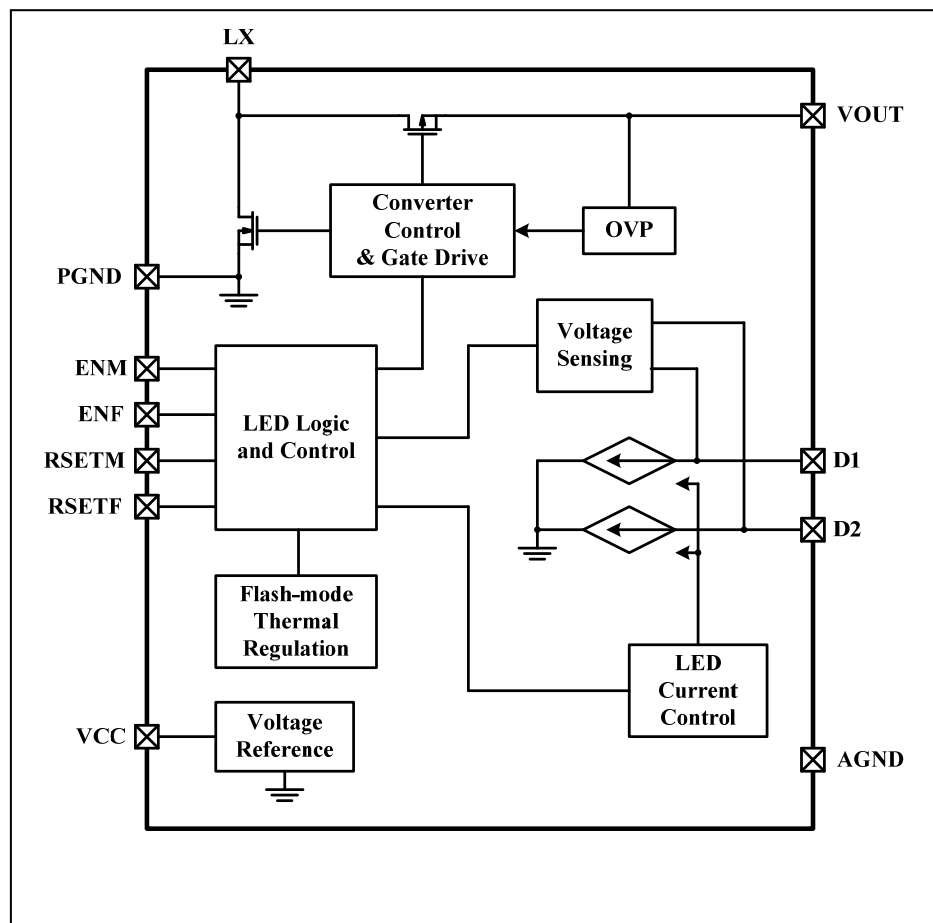 LX
VOUT
Converter
Control
& Gate Drive
OVP
PGND
Voltage
Sensing
ENM
ENF
LED Logic
and Control
RSETM
RSETF
D1
D2
Flash-mode
Thermal
Regulation
LED
Current
Control
VCC
Voltage
Reference
AGND